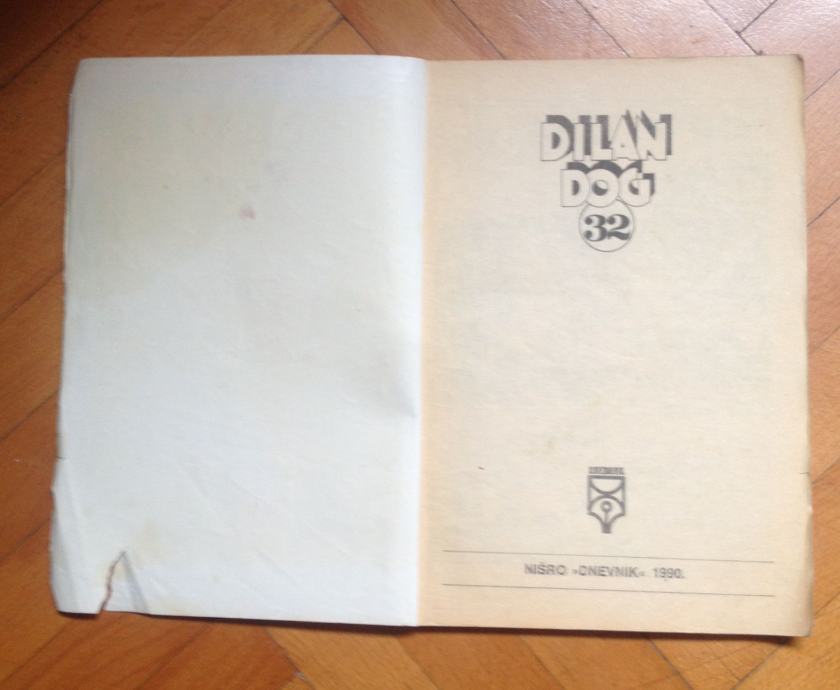 DILAN
DOG
32
NIŠRO »DNEVNIK« 1990.